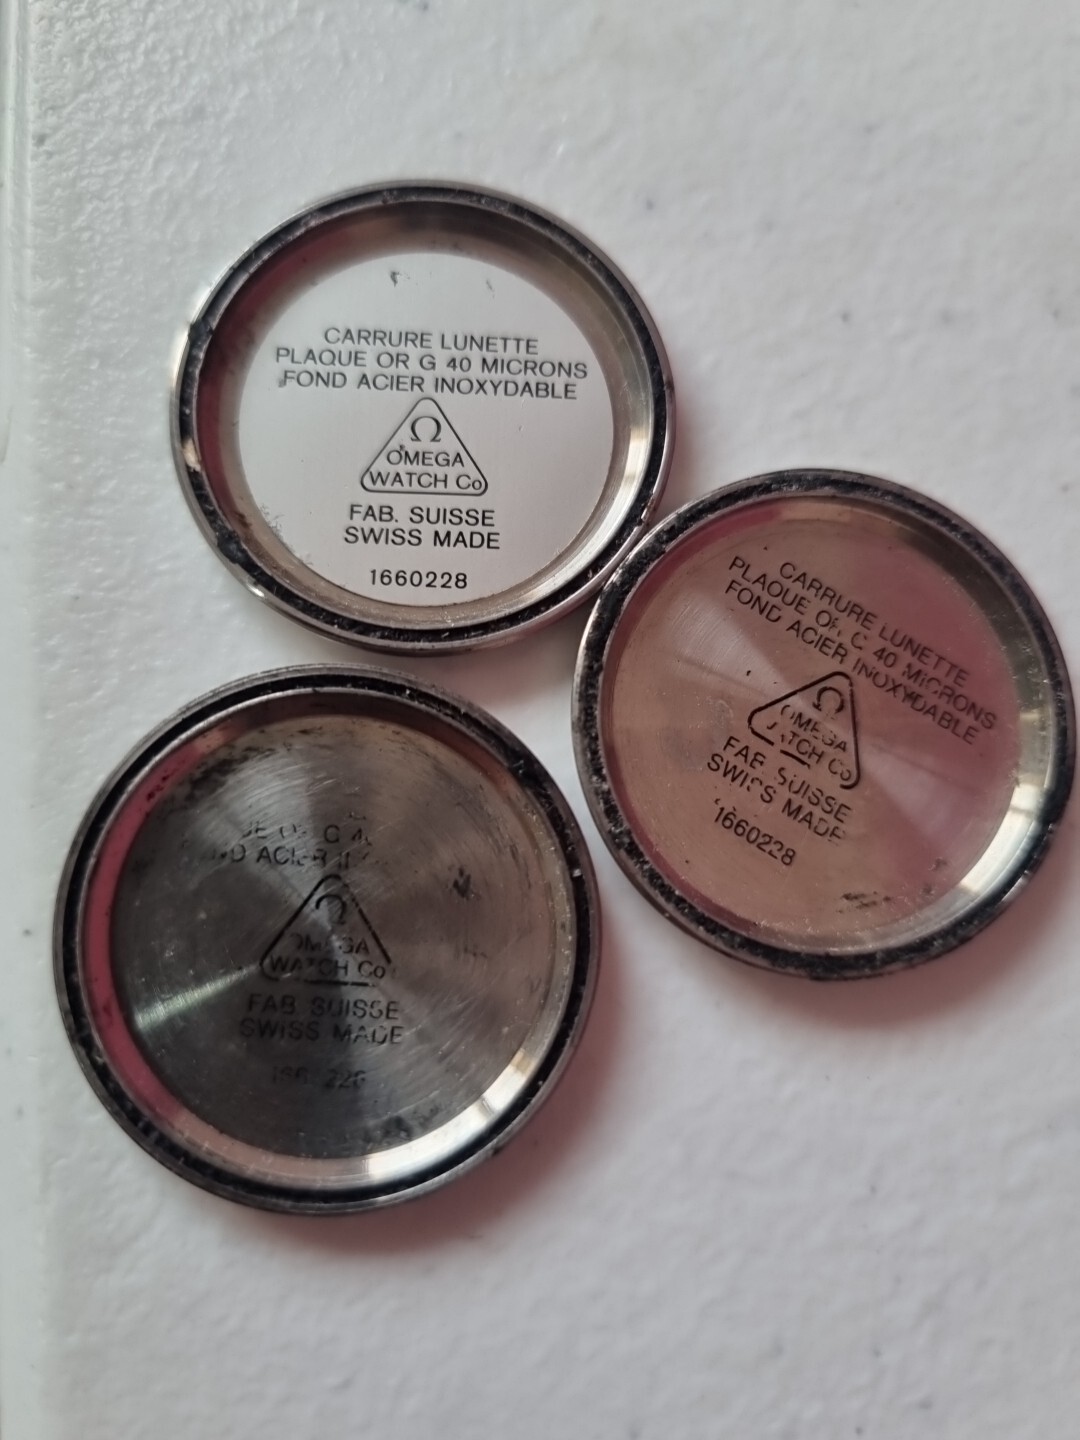 CARRURE LUNETTE
PLAQUE OR G 40 MICRONS
FOND ACIER INOXYDABLE
Ω
OMEGA
WATCH Co
FAB. SUISSE
SWISS MADE
1660228
CARRURE LUNETTE
PLAQUE OR G 40 MICRONS
FOND ACIER INOXYDABLE
Ω
OMEGA
WATCH Co
FAB. SUISSE
SWISS MADE
1660228
G
ACIER
Ω
OMEGA
WATCH Co
FAB. SUISSE
SWISS MADE